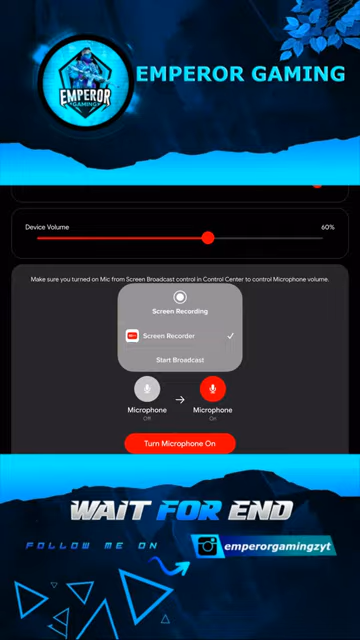 EMPEROR GAMING
EMPEROR
GAMING
Device Volume
60%
Make sure you turned on Mic from Screen Broadcast control in Control Center to control Microphone volume.
Screen Recording
Screen Recorder
Start Broadcast
Microphone
Off
Microphone
On
Turn Microphone On
WAIT FOR END
FOLLOW ME ON
emperorgamingzyt